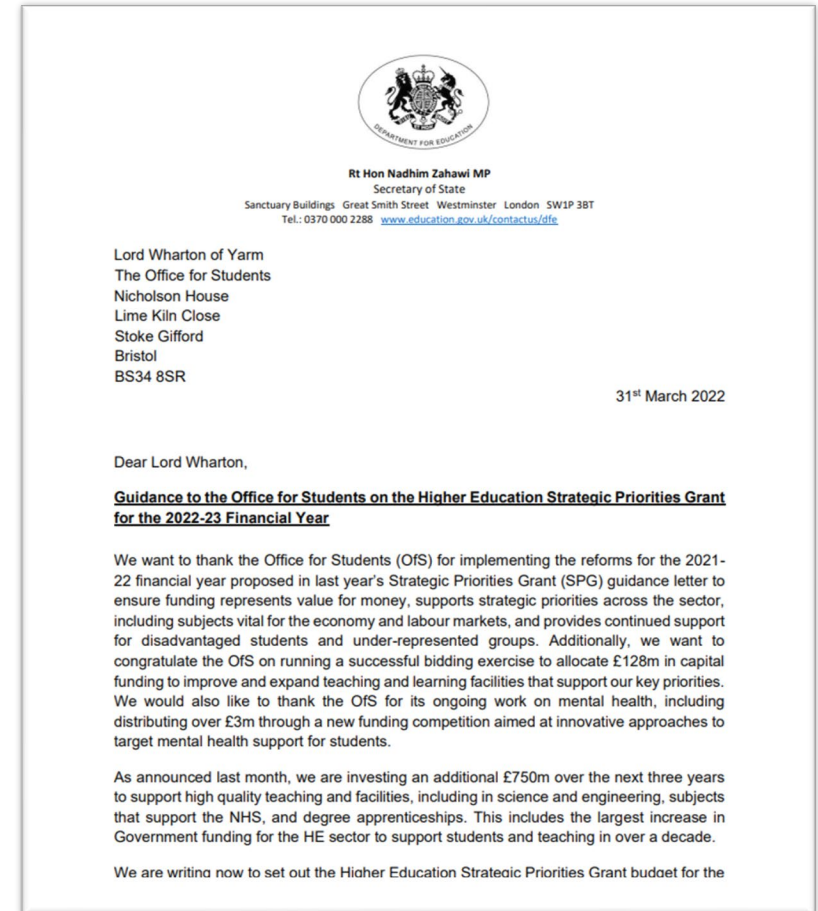 DEPARTMENT FOR EDUCATION
Rt Hon Nadhim Zahawi MP
Secretary of State
Sanctuary Buildings Great Smith Street Westminster London SW1P 3BT
Tel.: 0370 000 2288 www.education.gov.uk/contactus/dfe
Lord Wharton of Yarm
The Office for Students
Nicholson House
Lime Kiln Close
Stoke Gifford
Bristol
BS34 8SR
31st March 2022
Dear Lord Wharton,
Guidance to the Office for Students on the Higher Education Strategic Priorities Grant
for the 2022-23 Financial Year
We want to thank the Office for Students (OfS) for implementing the reforms for the 2021-
22 financial year proposed in last year's Strategic Priorities Grant (SPG) guidance letter to
ensure funding represents value for money, supports strategic priorities across the sector,
including subjects vital for the economy and labour markets, and provides continued support
for disadvantaged students and under-represented groups. Additionally, we want to
congratulate the OfS on running a successful bidding exercise to allocate £128m in capital
funding to improve and expand teaching and learning facilities that support our key priorities.
We would also like to thank the OfS for its ongoing work on mental health, including
distributing over £3m through a new funding competition aimed at innovative approaches to
target mental health support for students.
As announced last month, we are investing an additional £750m over the next three years
to support high quality teaching and facilities, including in science and engineering, subjects
that support the NHS, and degree apprenticeships. This includes the largest increase in
Government funding for the HE sector to support students and teaching in over a decade.
We are writing now to set out the Higher Education Strategic Priorities Grant budget for the